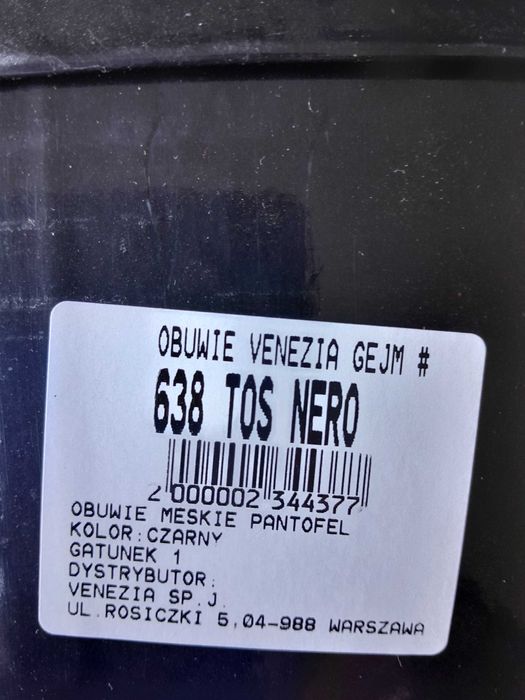 OBUWIE VENEZIA GEJM #
638 TOS NERO
2 000002 344377
OBUWIE MESKIE PANTOFEL
KOLOR:CZARNY
GATUNEK 1
DYSTRYBUTOR:
VENEZIA SP.J.
UL.ROSICZKI 5,04-988 WARSZAWA